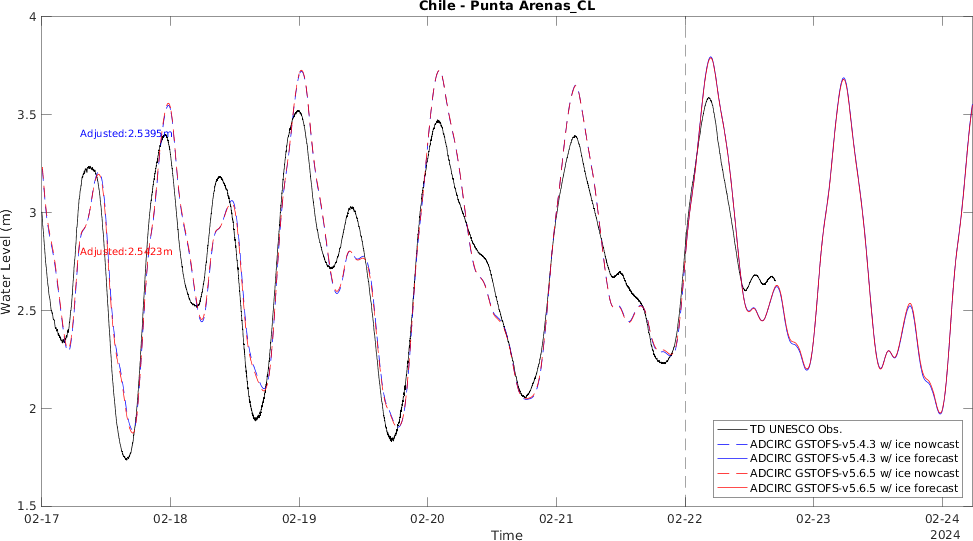 Chile - Punta Arenas_CL
4
3.5
3
2.5
2
1.5
Water Level (m)
Adjusted:2.5395m
Adjusted:2.5423m
TD UNESCO Obs.
ADCIRC GSTOFS-v5.4.3 w/ ice nowcast
ADCIRC GSTOFS-v5.4.3 w/ ice forecast
ADCIRC GSTOFS-v5.6.5 w/ ice nowcast
ADCIRC GSTOFS-v5.6.5 w/ ice forecast
02-17 02-18 02-19 02-20 02-21 02-22 02-23 02-24
2024
Time